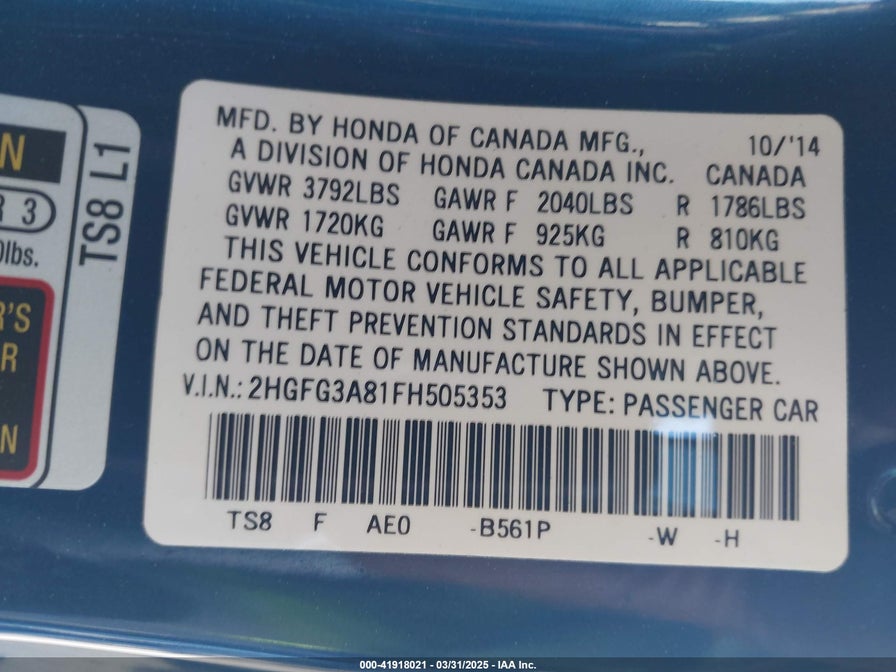 N
R 3
0lbs.
R'S
R
N
TS8 L1
MFD. BY HONDA OF CANADA MFG., 10/'14
A DIVISION OF HONDA CANADA INC. CANADA
GVWR 3792LBS GAWR F 2040LBS R 1786LBS
GVWR 1720KG GAWR F 925KG R 810KG
THIS VEHICLE CONFORMS TO ALL APPLICABLE
FEDERAL MOTOR VEHICLE SAFETY, BUMPER,
AND THEFT PREVENTION STANDARDS IN EFFECT
ON THE DATE OF MANUFACTURE SHOWN ABOVE.
V.I.N.: 2HGFG3A81FH505353 TYPE: PASSENGER CAR
TS8 F AE0 -B561P -W -H
000-41918021 - 03/31/2025 - IAA Inc.